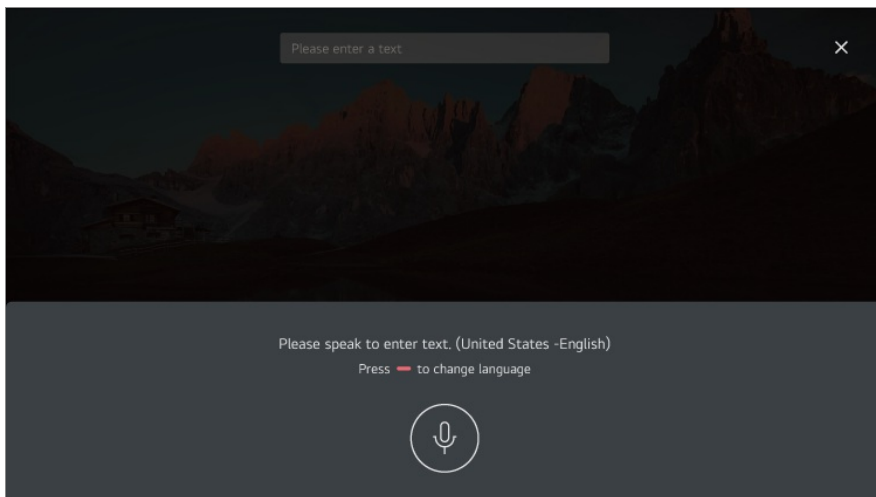 Please enter a text
Please speak to enter text. (United States -English)
Press to change language